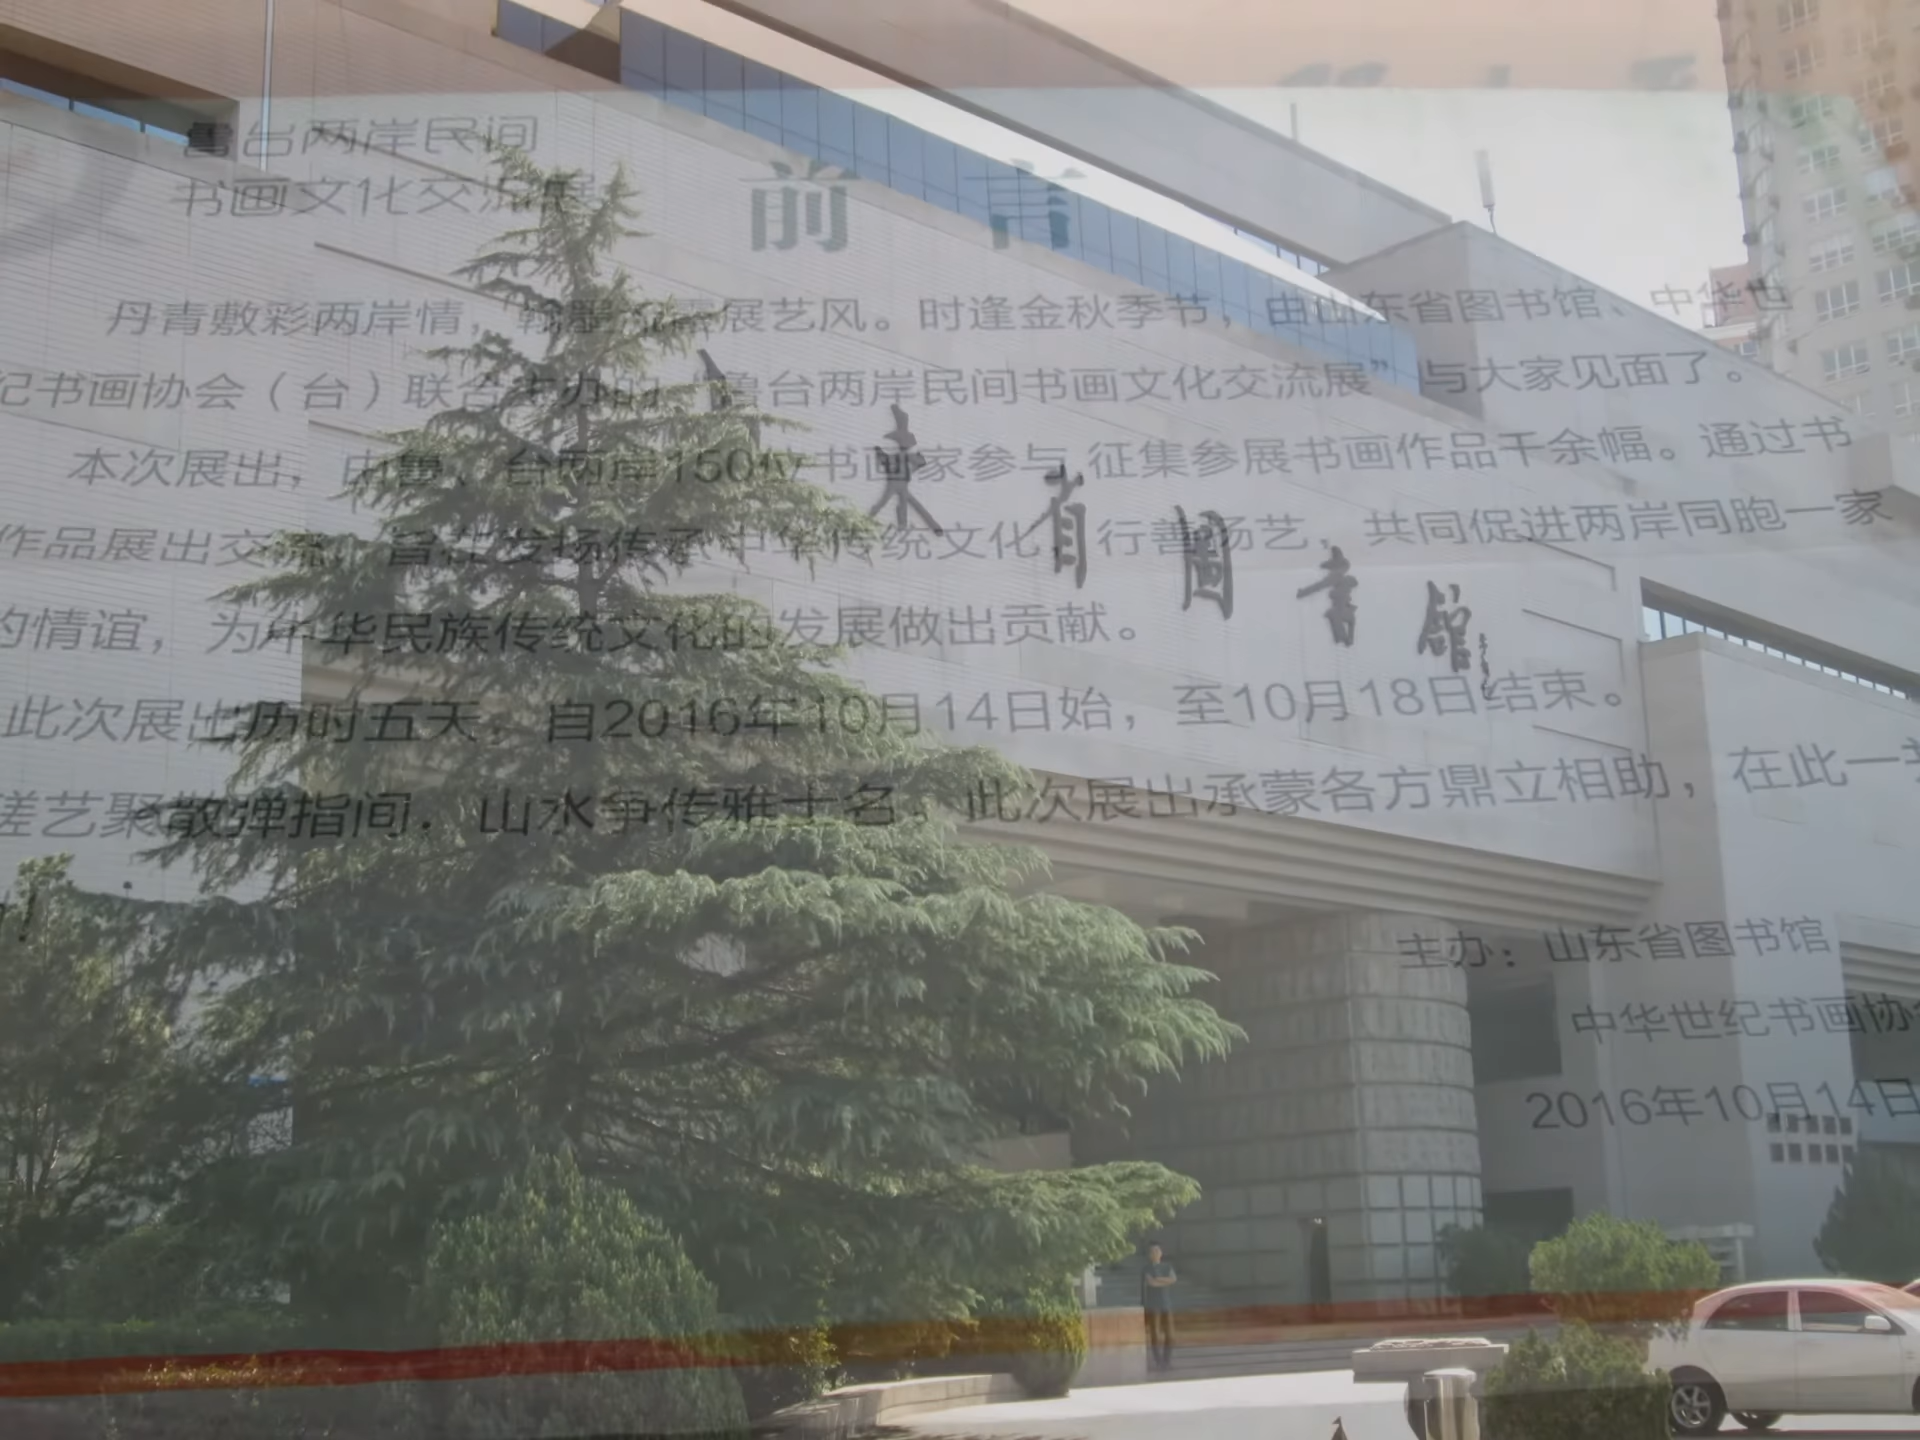 鲁台两岸民间
书画文化交流展
前言
丹青敷彩两岸情，展艺风。时逢金秋季节，由山东省图书馆、中华世
纪书画协会（台）联合主办的“鲁台两岸民间书画文化交流展”与大家见面了。
本次展出，由鲁、台两岸150位书画家参与,征集参展书画作品千余幅。通过书
作品展出交流，旨在发扬传承中华传统文化，行善扬艺，共同促进两岸同胞一家
的情谊，为中华民族传统文化的发展做出贡献。
此次展出历时五天，自2016年10月14日始，至10月18日结束。
磋艺聚散弹指间．山水争传雅士名。此次展出承蒙各方鼎立相助，在此一
主办：山东省图书馆
中华世纪书画协
2016年10月14日
山東省圖書館